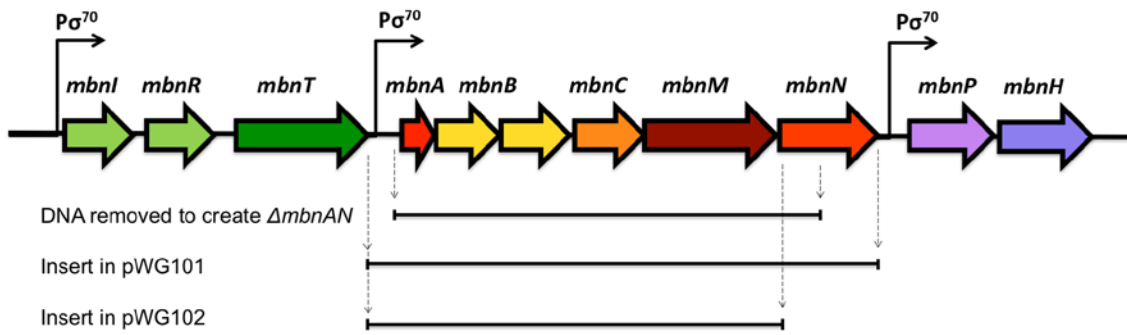 Pσ⁷⁰ Pσ⁷⁰ Pσ⁷⁰
mbnI mbnR mbnT mbnA mbnB mbnC mbnM mbnN mbnP mbnH
DNA removed to create ΔmbnAN
Insert in pWG101
Insert in pWG102